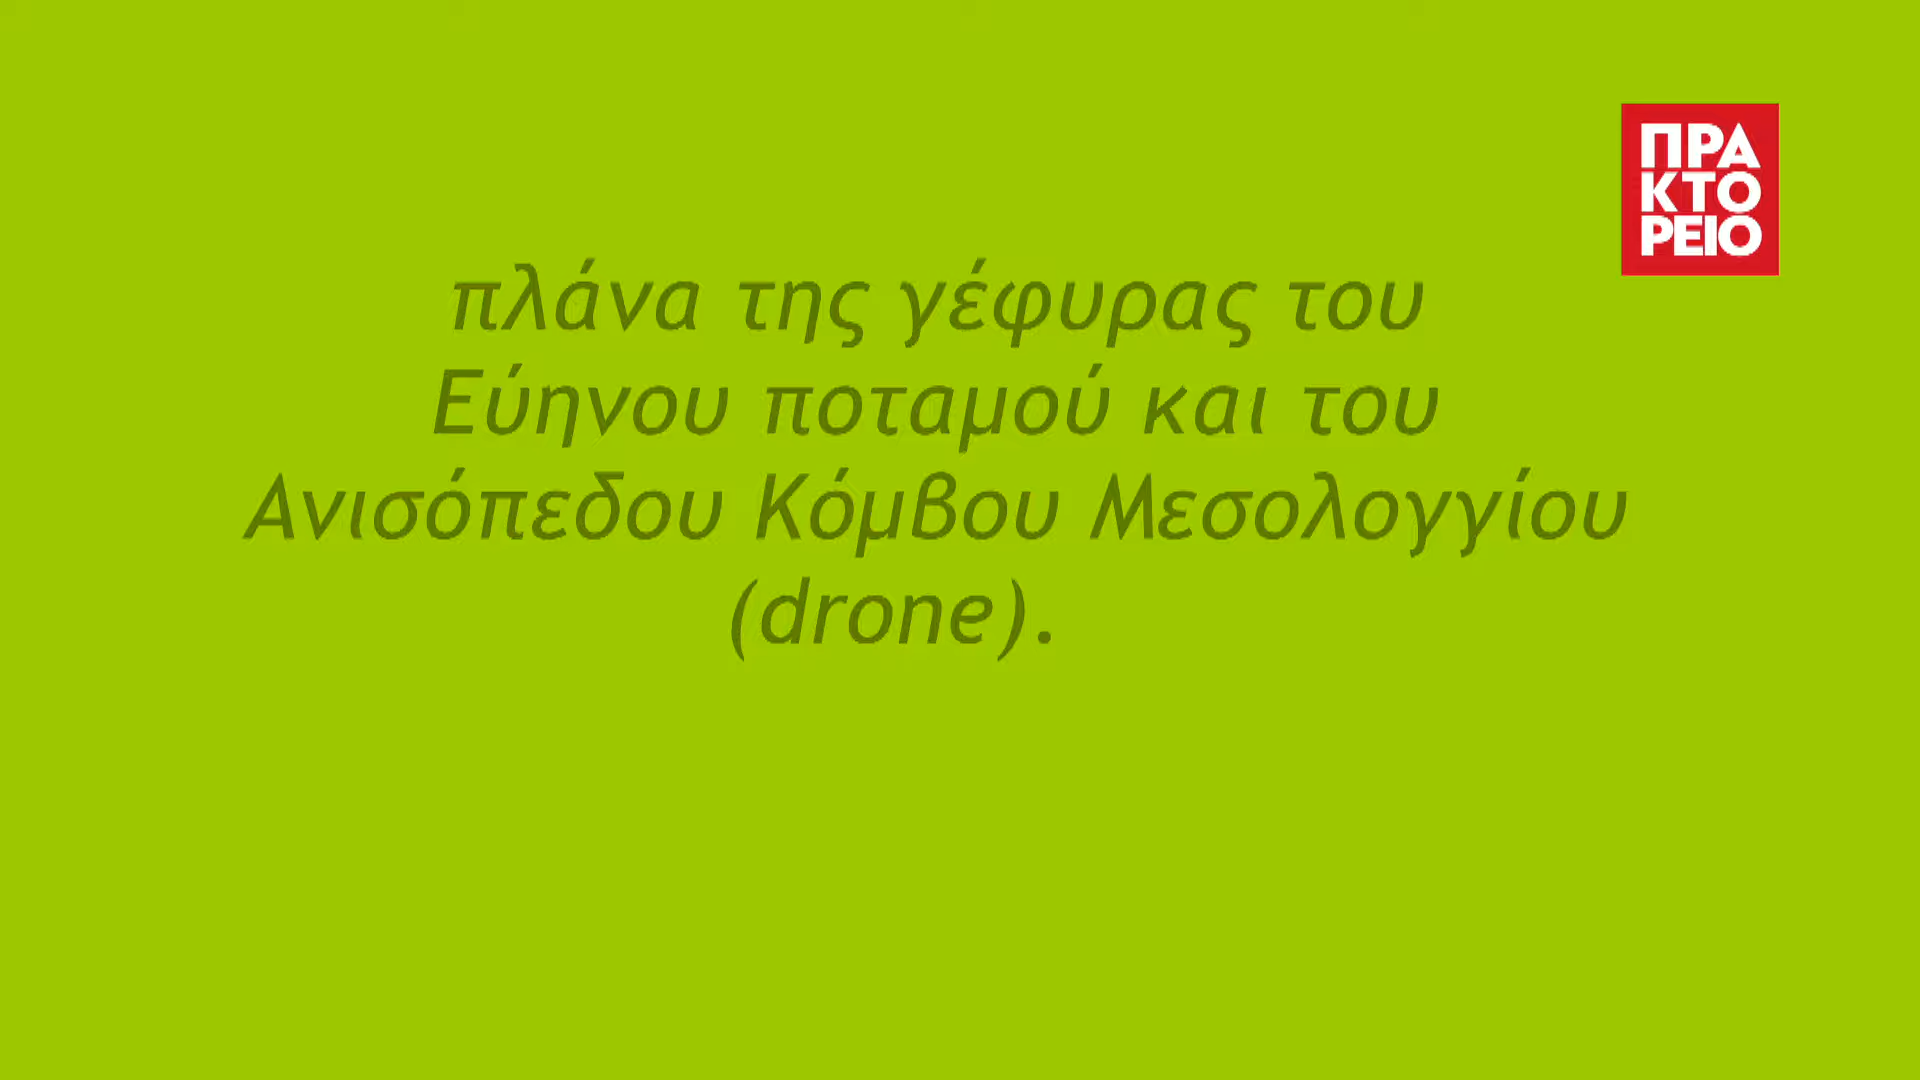 ΠΡΑ
ΚΤΟ
ΡΕΙΟ
πλάνα της γέφυρας του
Εύηνου ποταμού και του
Ανισόπεδου Κόμβου Μεσολογγίου
(drone).